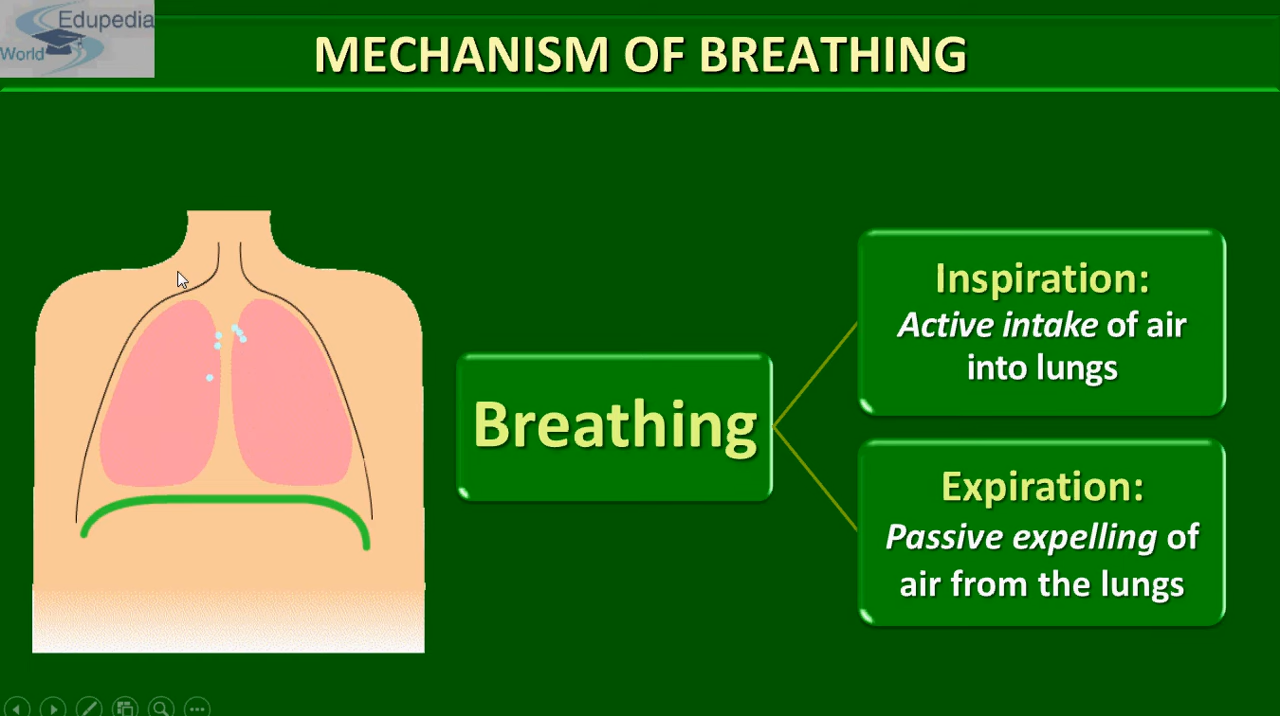 Edupedia
World
MECHANISM OF BREATHING
Breathing
Inspiration:
Active intake of air
into lungs
Expiration:
Passive expelling of
air from the lungs